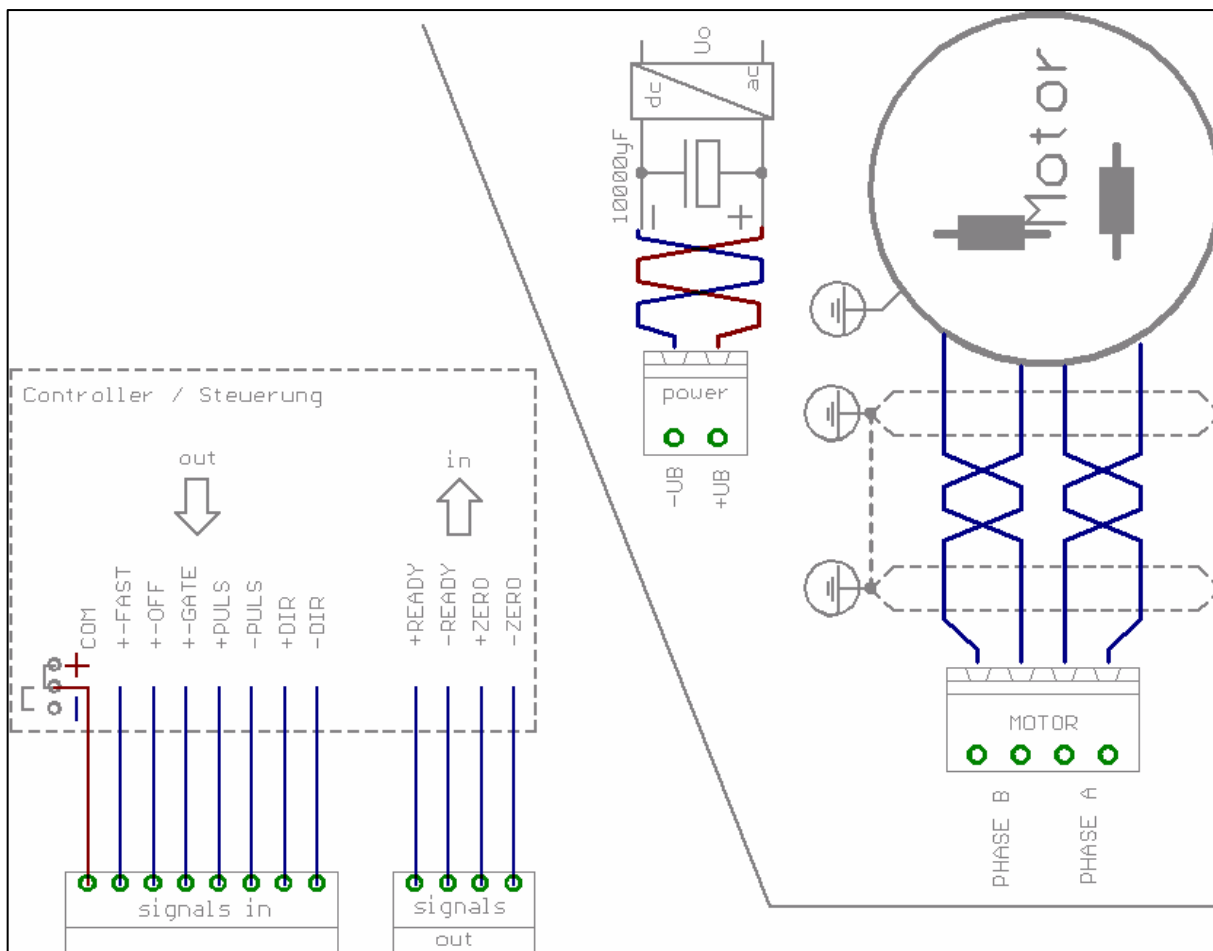 Uo
dc
ac
10000yF
-
+
Motor
power
-UB
+UB
Controller / Steuerung
out
in
COM
+-FAST
+-OFF
+-GATE
+PULS
-PULS
+DIR
-DIR
+READY
-READY
+ZERO
-ZERO
+
-
MOTOR
PHASE B
PHASE A
signals in
signals
out